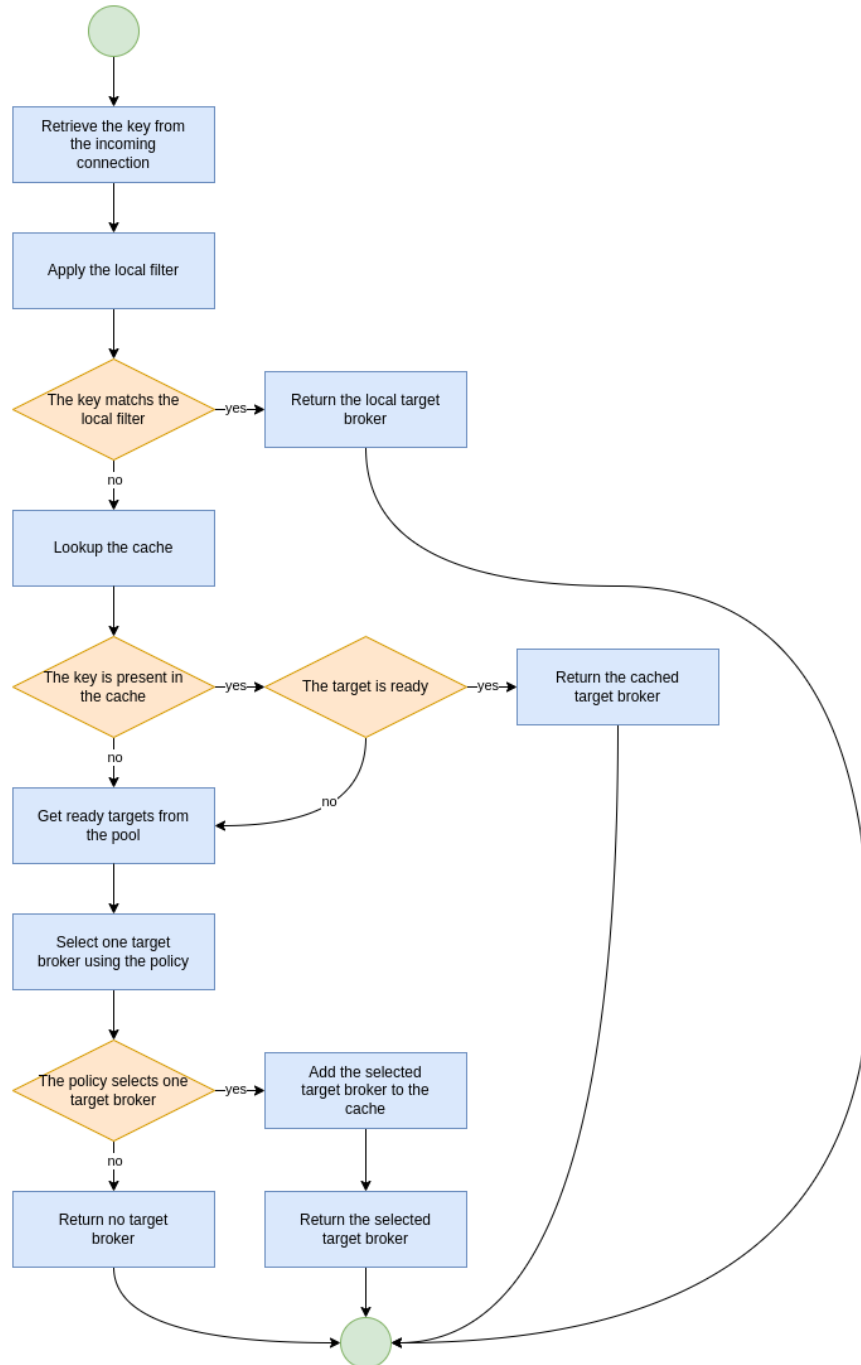 Retrieve the key from
the incoming
connection
Apply the local filter
The key matchs the
local filter
yes
Return the local target
broker
no
Lookup the cache
The key is present in
the cache
yes
The target is ready
yes
Return the cached
target broker
no
no
Get ready targets from
the pool
Select one target
broker using the policy
The policy selects one
target broker
yes
Add the selected
target broker to the
cache
no
Return no target
broker
Return the selected
target broker